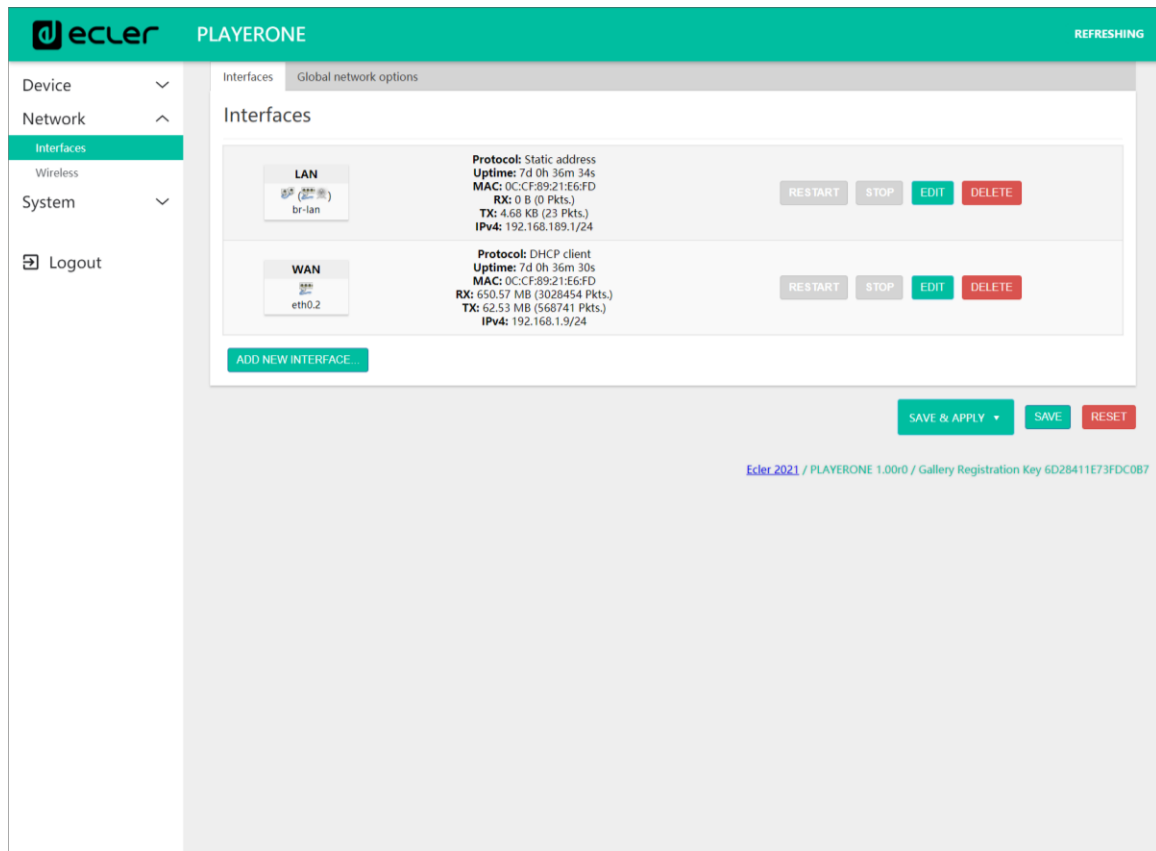 ecler
PLAYERONE
REFRESHING
Device
Network
Interfaces
Wireless
System
Logout
Interfaces
Global network options
Interfaces
LAN
( )
br-lan
Protocol: Static address
Uptime: 7d 0h 36m 34s
MAC: 0C:CF:89:21:E6:FD
RX: 0 B (0 Pkts.)
TX: 4.68 KB (23 Pkts.)
IPv4: 192.168.189.1/24
RESTART STOP EDIT DELETE
WAN
eth0.2
Protocol: DHCP client
Uptime: 7d 0h 36m 30s
MAC: 0C:CF:89:21:E6:FD
RX: 650.57 MB (3028454 Pkts.)
TX: 62.53 MB (568741 Pkts.)
IPv4: 192.168.1.9/24
RESTART STOP EDIT DELETE
ADD NEW INTERFACE...
SAVE & APPLY SAVE RESET
Ecler 2021 / PLAYERONE 1.00r0 / Gallery Registration Key 6D28411E73FDC0B7